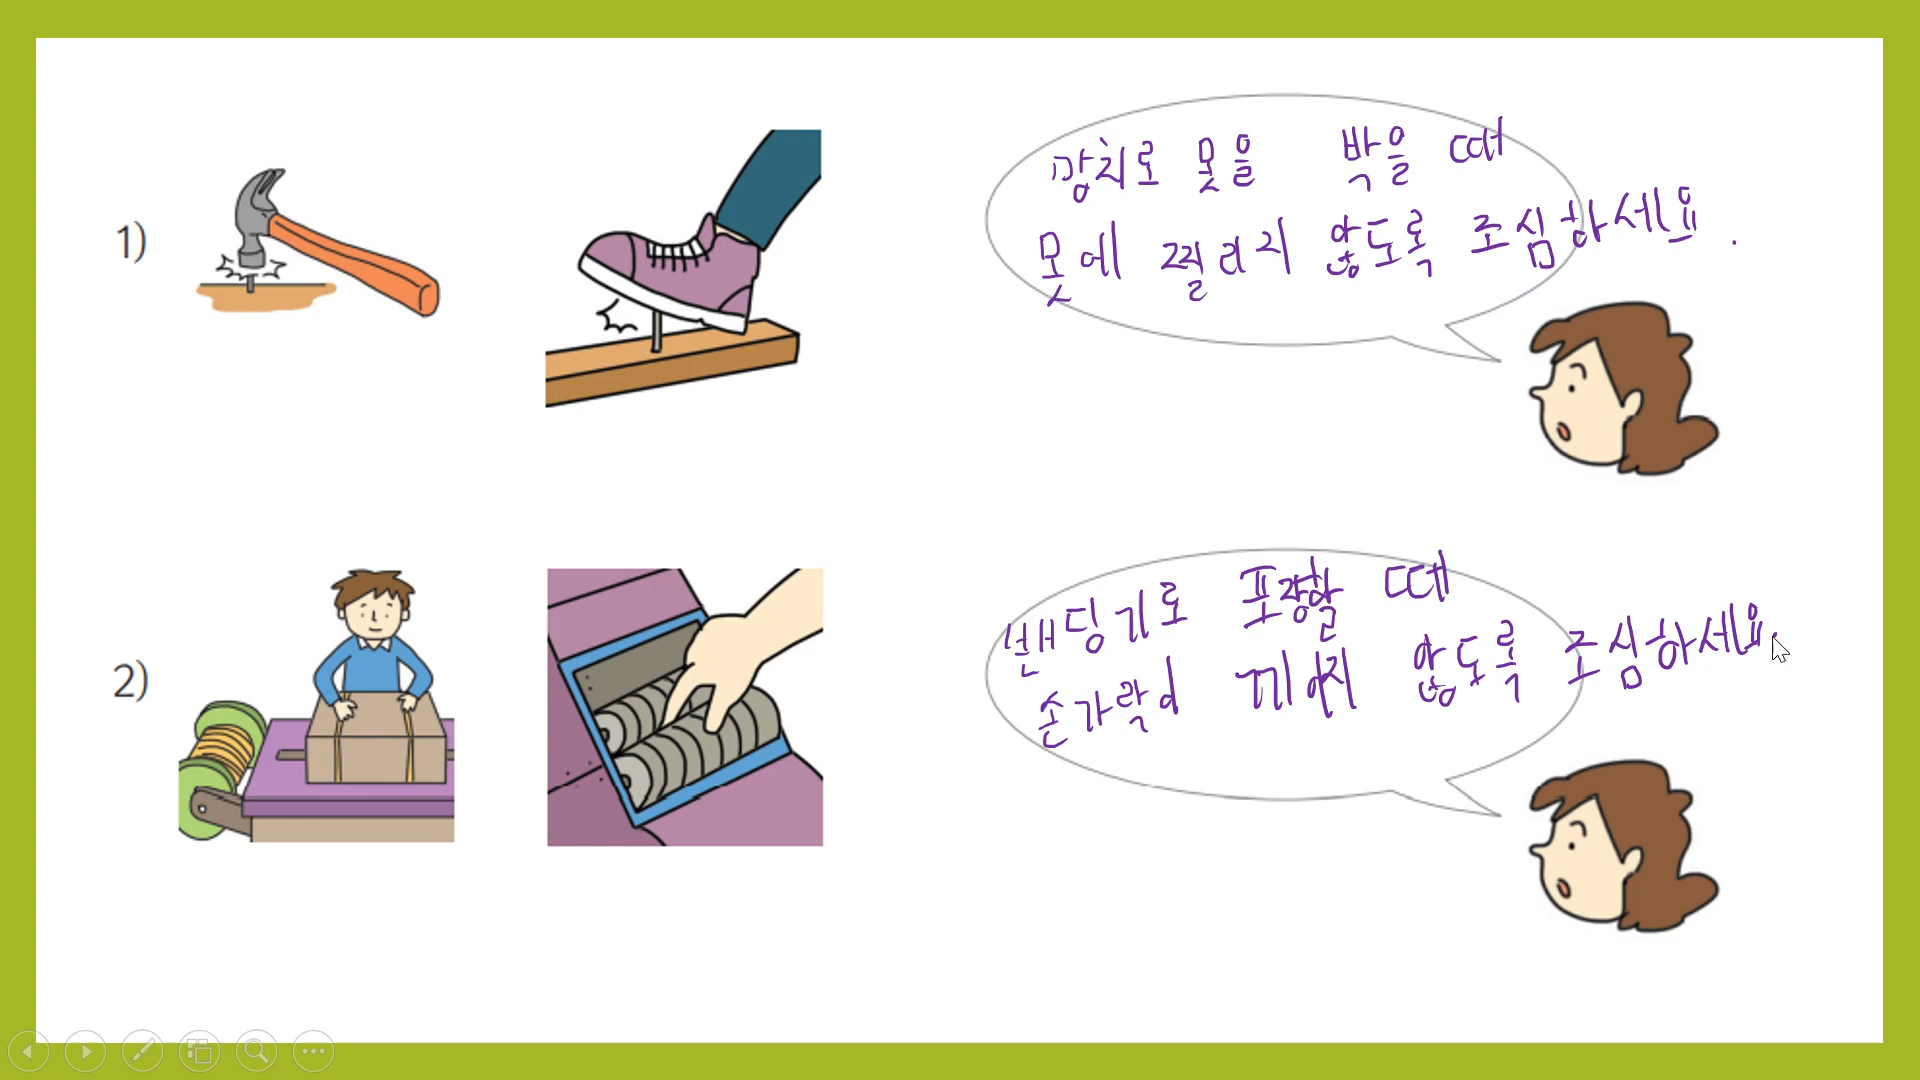 1)
망치로 못을 박을 때
못에 찔리지 않도록 조심하세요.
2)
밴딩기로 포장할 때
손가락이 끼이지 않도록 조심하세요.